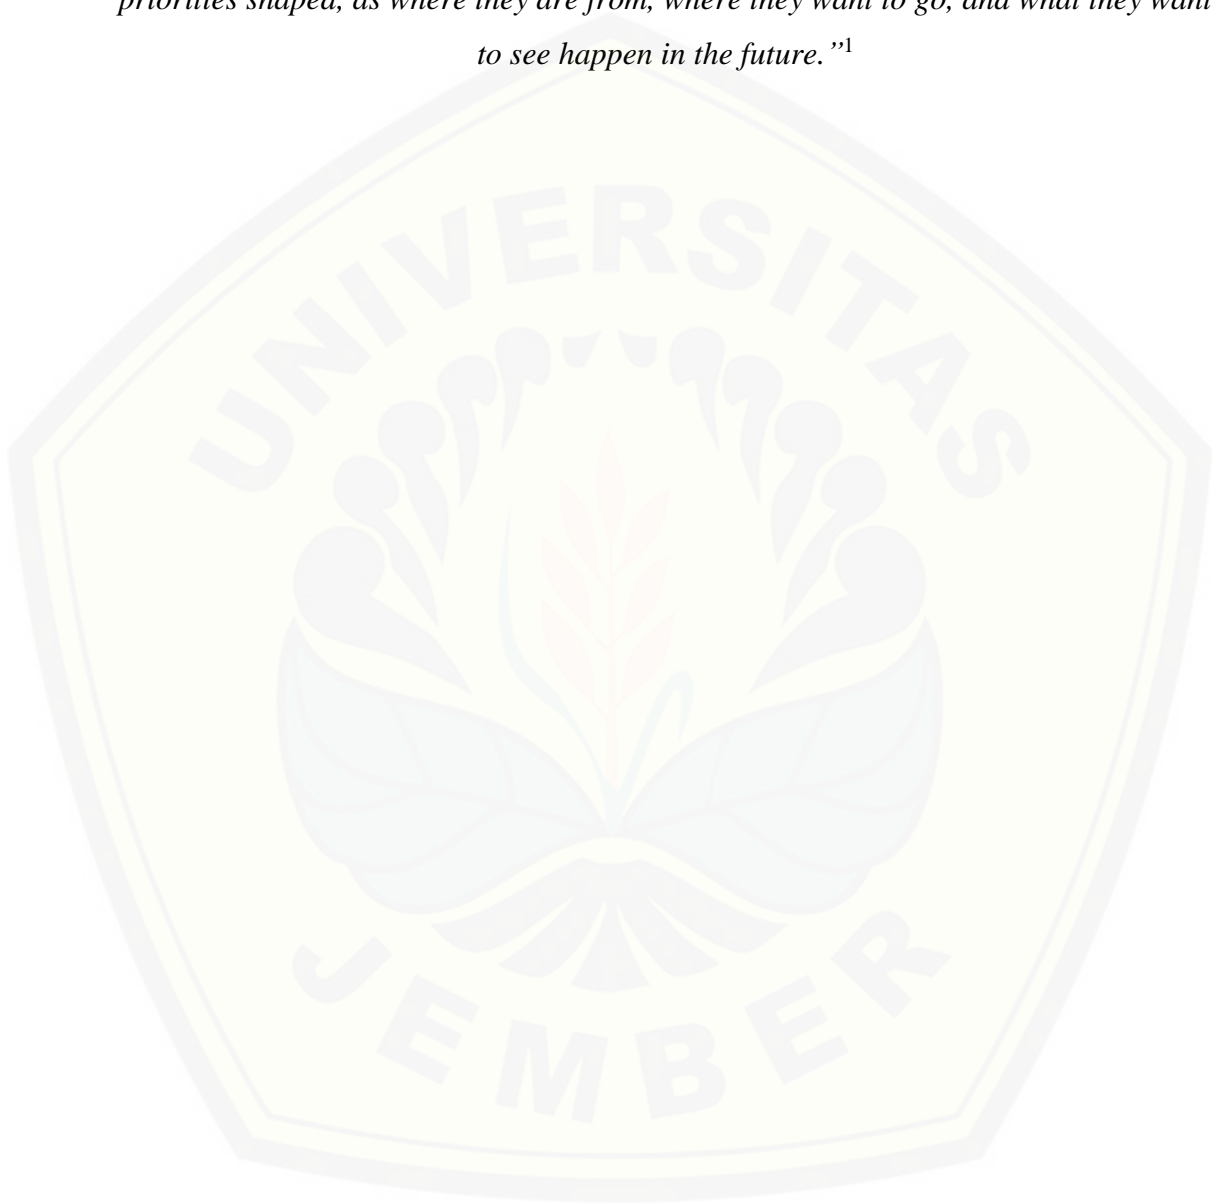 priorities shaped, as where they are from, where they want to go, and what they want
to see happen in the future.”1
UNIVERSITAS
JEMBER